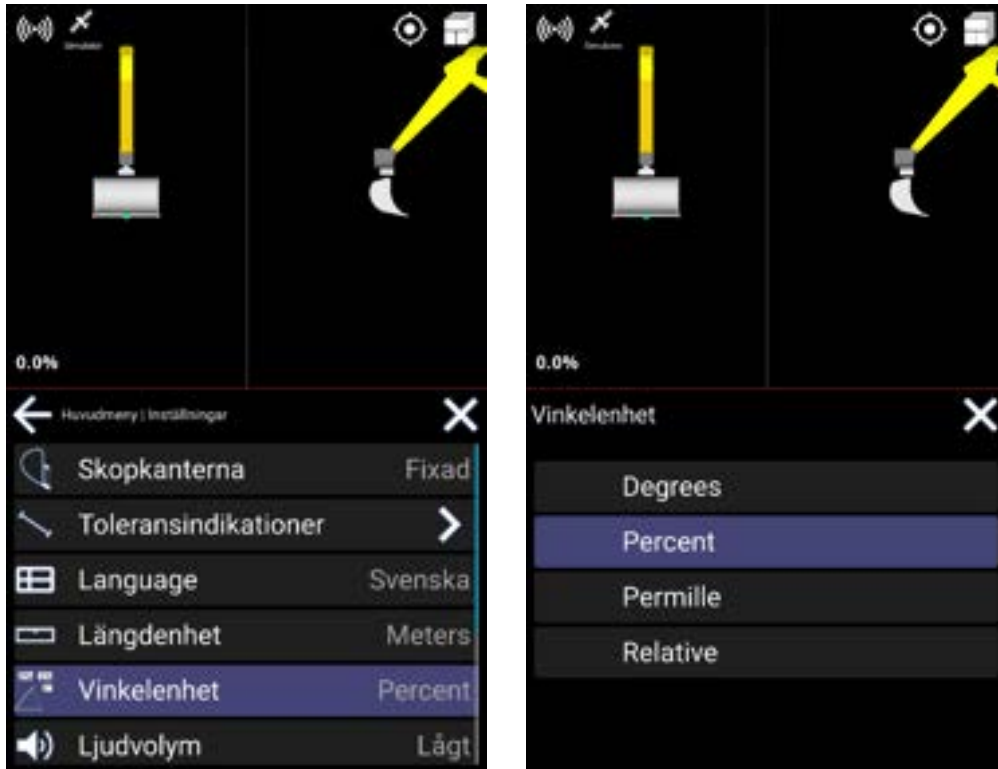 0.0%
Huvudmeny | Inställningar
Skopkanterna Fixad
Toleransindikationer
Language Svenska
Längdenhet Meters
Vinkelenhet Percent
Ljudvolym Lågt
0.0%
Vinkelenhet
Degrees
Percent
Permille
Relative